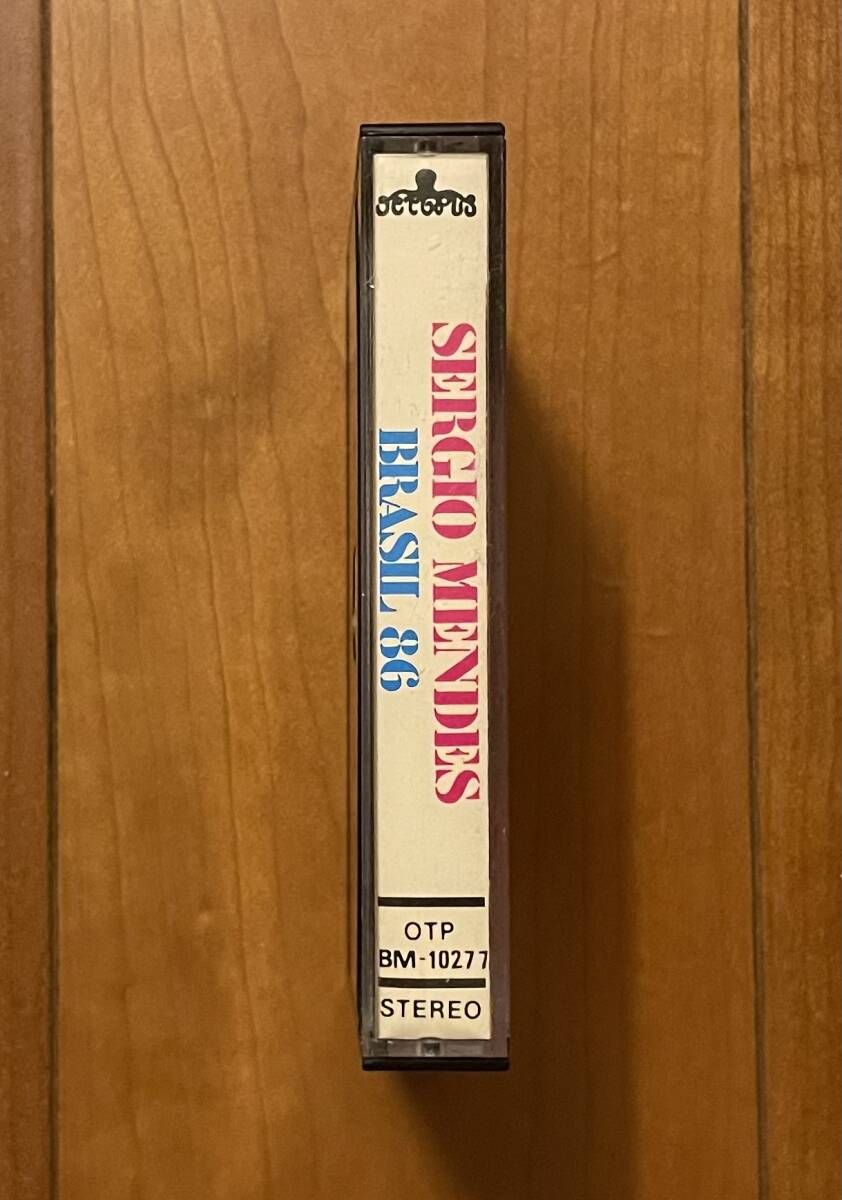 octopus
SERGIO MENDES
BRASIL 86
OTP
BM-10277
STEREO